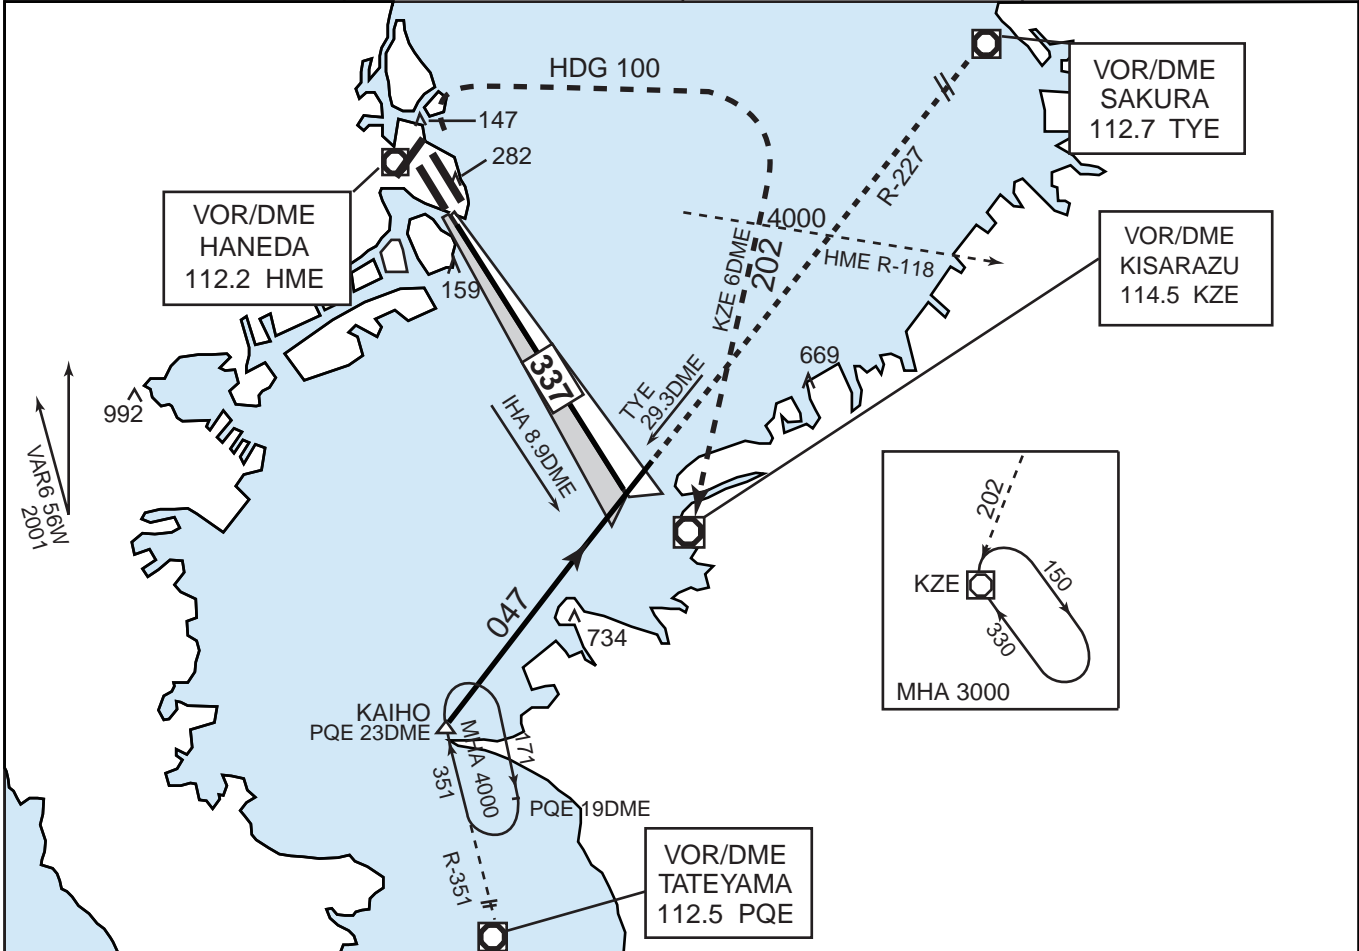 HDG 100
VOR/DME
SAKURA
112.7 TYE
147
282
R-227
VOR/DME
HANEDA
112.2 HME
4000
HME R-118
KZE 6DME
202
VOR/DME
KISARAZU
114.5 KZE
159
337
669
TYE
29.3DME
992
IHA 8.9DME
VAR6 56W
2001
202
KZE
150
330
MHA 3000
047
734
KAIHO
PQE 23DME
MHA 4000
171
351
PQE 19DME
R-351
VOR/DME
TATEYAMA
112.5 PQE